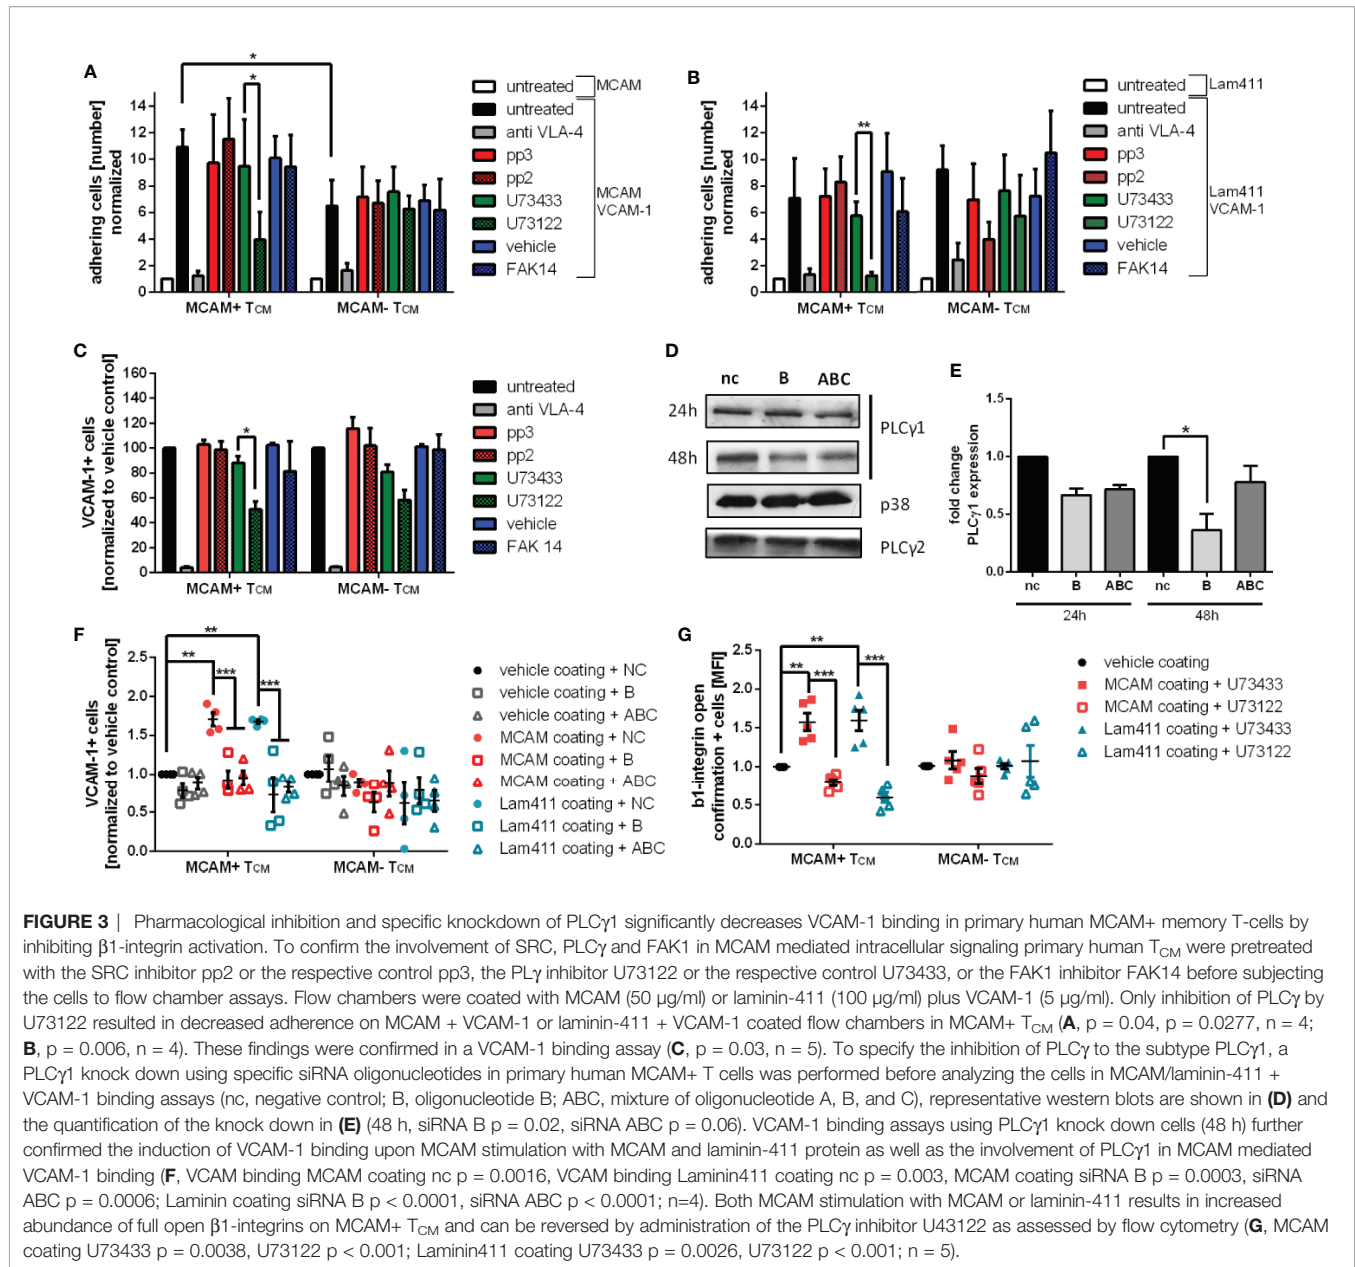 A
*
*
adhering cells [number]
normalized
14
12
10
8
6
4
2
0
MCAM+ TCM
MCAM- TCM
untreated
MCAM
untreated
anti VLA-4
pp3
pp2
U73433
U73122
vehicle
FAK14
MCAM
VCAM-1
B
**
adhering cells [number]
normalized
14
12
10
8
6
4
2
0
MCAM+ TCM
MCAM- TCM
untreated
Lam411
untreated
anti VLA-4
pp3
pp2
U73433
U73122
vehicle
FAK14
Lam411
VCAM-1
C
*
VCAM-1+ cells
[normalized to vehicle control]
160
140
120
100
80
60
40
20
0
MCAM+ TCM
MCAM- TCM
untreated
anti VLA-4
pp3
pp2
U73433
U73122
vehicle
FAK 14
D
nc B ABC
24h
48h
PLCγ1
p38
PLCγ2
E
*
fold change
PLCγ1 expression
1.5
1.0
0.5
0.0
nc B ABC nc B ABC
24h 48h
F
**
** *** ***
VCAM-1+ cells
[normalized to vehicle control]
2.5
2.0
1.5
1.0
0.5
0.0
MCAM+ TCM
MCAM- TCM
vehicle coating + NC
vehicle coating + B
vehicle coating + ABC
MCAM coating + NC
MCAM coating + B
MCAM coating + ABC
Lam411 coating + NC
Lam411 coating + B
Lam411 coating + ABC
G
**
** *** ***
b1-integrin open
confirmation + cells [MFI]
2.5
2.0
1.5
1.0
0.5
0.0
MCAM+ TCM
MCAM- TCM
vehicle coating
MCAM coating + U73433
MCAM coating + U73122
Lam411 coating + U73433
Lam411 coating + U73122
FIGURE 3 | Pharmacological inhibition and specific knockdown of PLCγ1 significantly decreases VCAM-1 binding in primary human MCAM+ memory T-cells by
inhibiting β1-integrin activation. To confirm the involvement of SRC, PLCγ and FAK1 in MCAM mediated intracellular signaling primary human TCM were pretreated
with the SRC inhibitor pp2 or the respective control pp3, the PLγ inhibitor U73122 or the respective control U73433, or the FAK1 inhibitor FAK14 before subjecting
the cells to flow chamber assays. Flow chambers were coated with MCAM (50 µg/ml) or laminin-411 (100 µg/ml) plus VCAM-1 (5 µg/ml). Only inhibition of PLCγ by
U73122 resulted in decreased adherence on MCAM + VCAM-1 or laminin-411 + VCAM-1 coated flow chambers in MCAM+ TCM (A, p = 0.04, p = 0.0277, n = 4;
B, p = 0.006, n = 4). These findings were confirmed in a VCAM-1 binding assay (C, p = 0.03, n = 5). To specify the inhibition of PLCγ to the subtype PLCγ1, a
PLCγ1 knock down using specific siRNA oligonucleotides in primary human MCAM+ T cells was performed before analyzing the cells in MCAM/laminin-411 +
VCAM-1 binding assays (nc, negative control; B, oligonucleotide B; ABC, mixture of oligonucleotide A, B, and C), representative western blots are shown in (D) and
the quantification of the knock down in (E) (48 h, siRNA B p = 0.02, siRNA ABC p = 0.06). VCAM-1 binding assays using PLCγ1 knock down cells (48 h) further
confirmed the induction of VCAM-1 binding upon MCAM stimulation with MCAM and laminin-411 protein as well as the involvement of PLCγ1 in MCAM mediated
VCAM-1 binding (F, VCAM binding MCAM coating nc p = 0.0016, VCAM binding Laminin411 coating nc p = 0.003, MCAM coating siRNA B p = 0.0003, siRNA
ABC p = 0.0006; Laminin coating siRNA B p < 0.0001, siRNA ABC p < 0.0001; n=4). Both MCAM stimulation with MCAM or laminin-411 results in increased
abundance of full open β1-integrins on MCAM+ TCM and can be reversed by administration of the PLCγ inhibitor U43122 as assessed by flow cytometry (G, MCAM
coating U73433 p = 0.0038, U73122 p < 0.001; Laminin411 coating U73433 p = 0.0026, U73122 p < 0.001; n = 5).